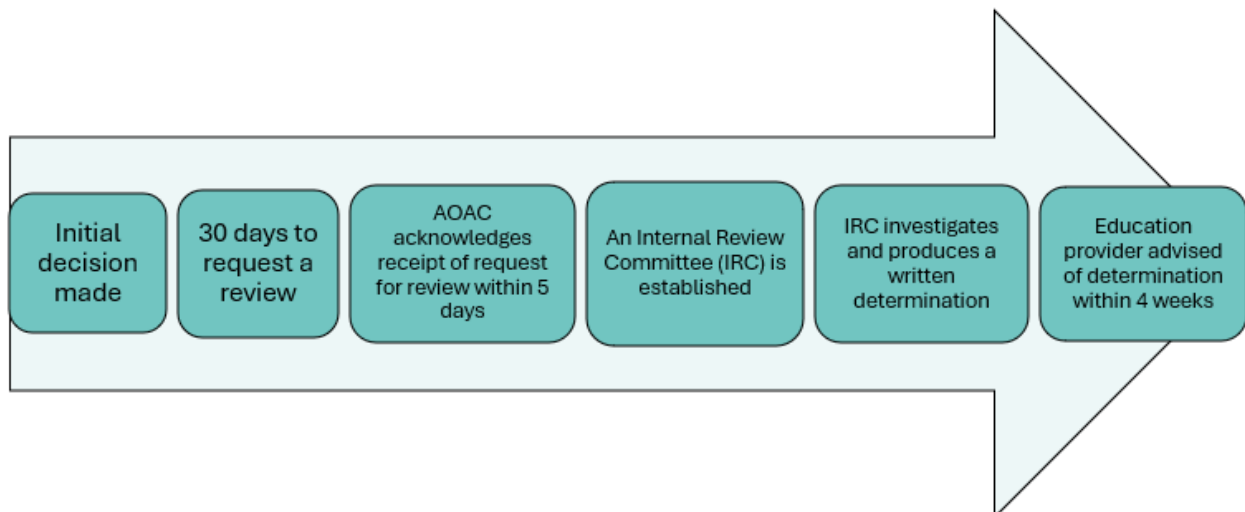 Initial
decision
made
30 days to
request a
review
AOAC
acknowledges
receipt of request
for review within 5
days
An Internal Review
Committee (IRC) is
established
IRC investigates
and produces a
written
determination
Education
provider advised
of determination
within 4 weeks